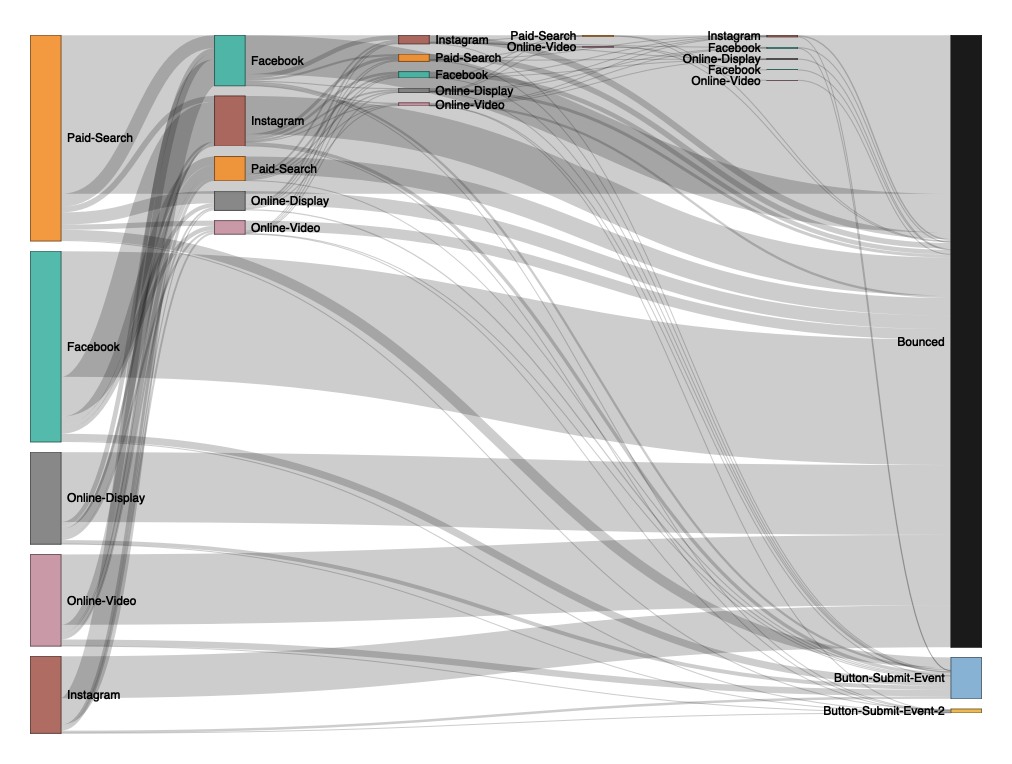 Paid-Search
Facebook
Online-Display
Online-Video
Instagram
Facebook
Instagram
Paid-Search
Online-Display
Online-Video
Instagram
Paid-Search
Facebook
Online-Display
Online-Video
Paid-Search
Online-Video
Instagram
Facebook
Online-Display
Facebook
Online-Video
Bounced
Button-Submit-Event
Button-Submit-Event-2